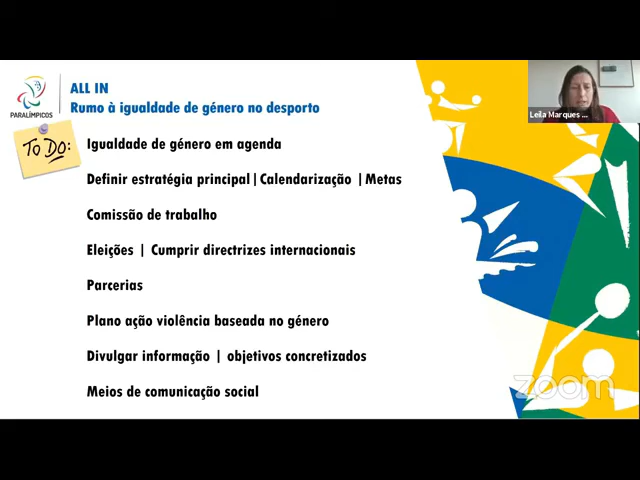 ALL IN
Rumo à igualdade de género no desporto
PARALÍMPICOS
TO DO:
Igualdade de género em agenda
Definir estratégia principal | Calendarização | Metas
Comissão de trabalho
Eleições | Cumprir directrizes internacionais
Parcerias
Plano ação violência baseada no género
Divulgar informação | objetivos concretizados
Meios de comunicação social
Leila Marques ...
zoom